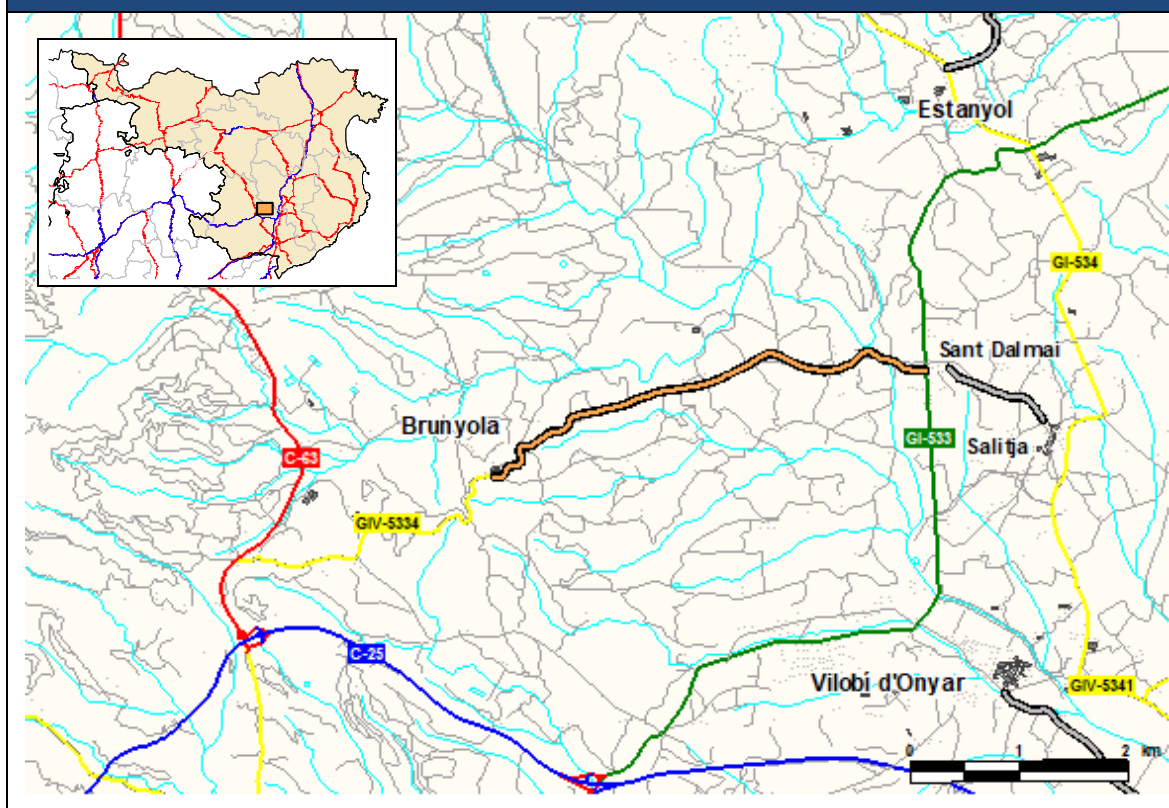 Estanyol
GI-534
Sant Dalmai
Brunyola
GI-533
Salitja
C-63
GIV-5334
C-25
Vilobí d'Onyar
GIV-5341
0 1 2 km